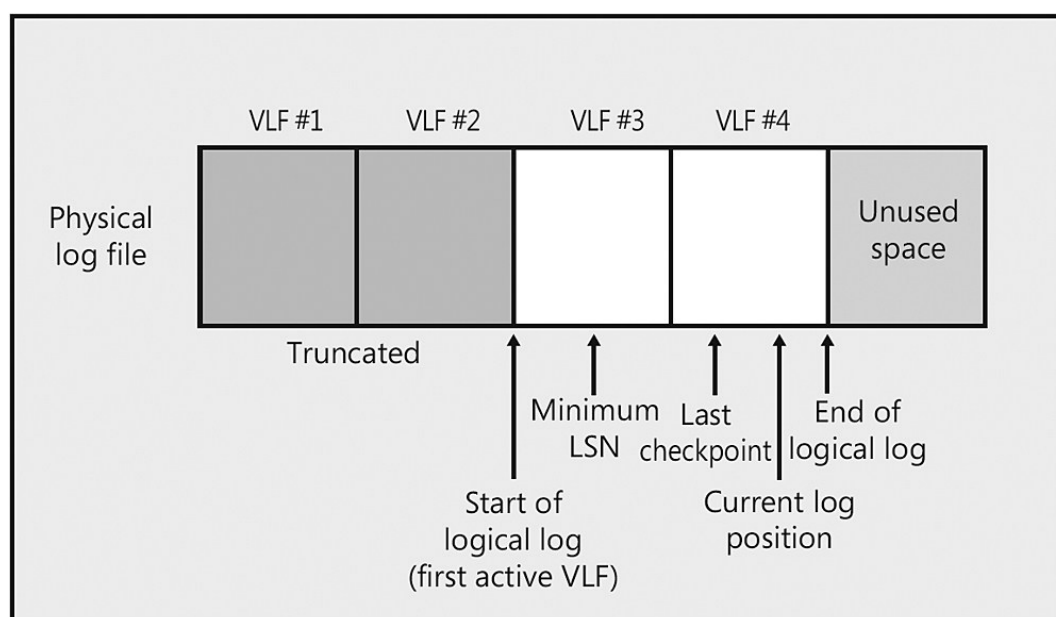 VLF #1
VLF #2
VLF #3
VLF #4
Physical
log file
Unused
space
Truncated
Minimum
LSN
Last
checkpoint
End of
logical log
Start of
logical log
(first active VLF)
Current log
position